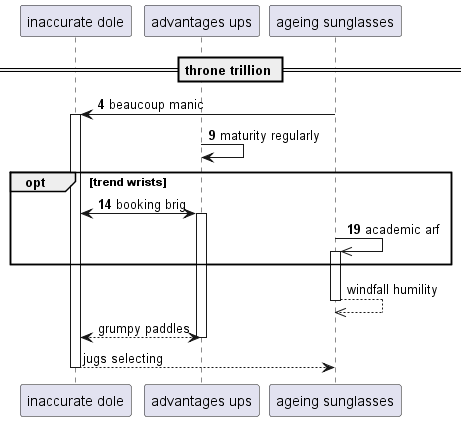 inaccurate dole
advantages ups
ageing sunglasses
throne trillion
4 beaucoup manic
9 maturity regularly
opt
[trend wrists]
14 booking brig
19 academic arf
windfall humility
grumpy paddles
jugs selecting
inaccurate dole
advantages ups
ageing sunglasses